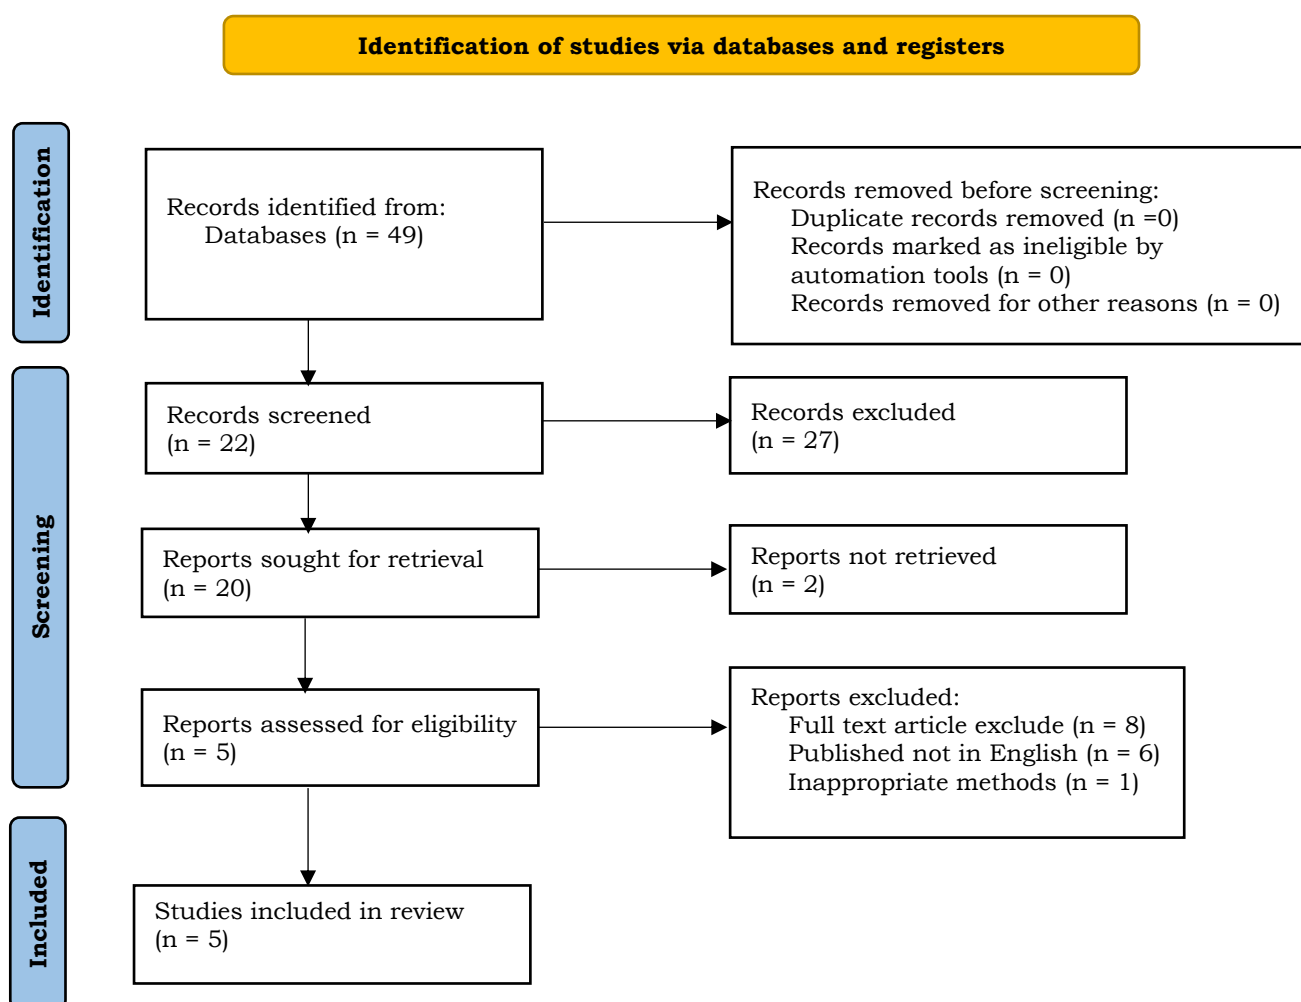 Identification of studies via databases and registers
Identification
Records identified from:
Databases (n = 49)
Records removed before screening:
Duplicate records removed (n =0)
Records marked as ineligible by
automation tools (n = 0)
Records removed for other reasons (n = 0)
Screening
Records screened
(n = 22)
Records excluded
(n = 27)
Reports sought for retrieval
(n = 20)
Reports not retrieved
(n = 2)
Reports assessed for eligibility
(n = 5)
Reports excluded:
Full text article exclude (n = 8)
Published not in English (n = 6)
Inappropriate methods (n = 1)
Included
Studies included in review
(n = 5)